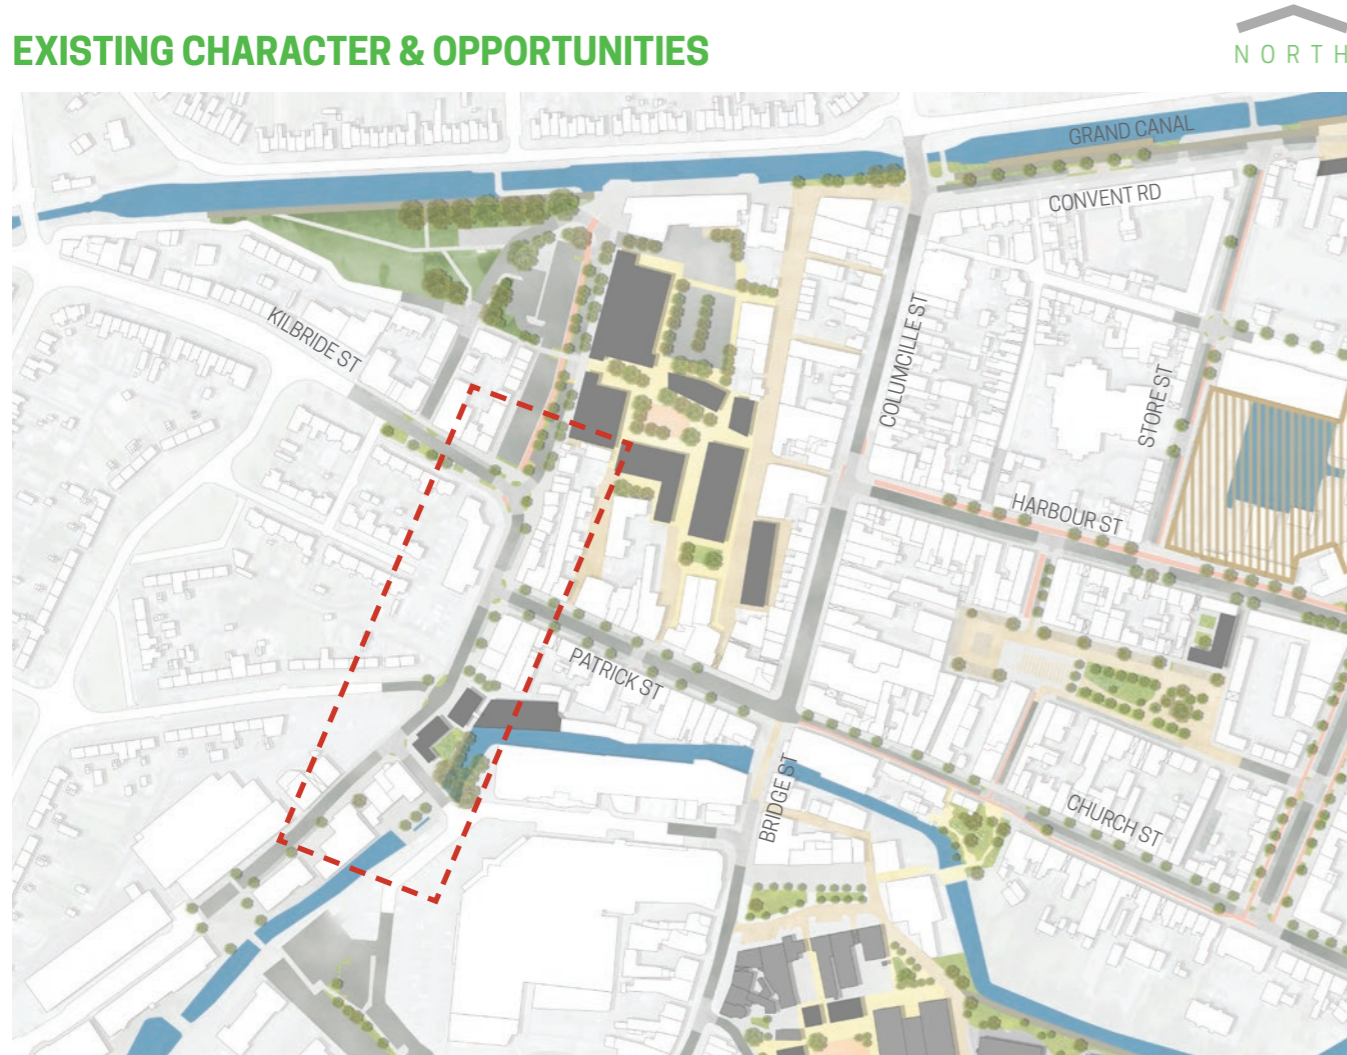 EXISTING CHARACTER & OPPORTUNITIES
NORTH
GRAND CANAL
CONVENT RD
KILBRIDE ST
COLUMCILLE ST
STORE ST
HARBOUR ST
PATRICK ST
BRIDGE ST
CHURCH ST